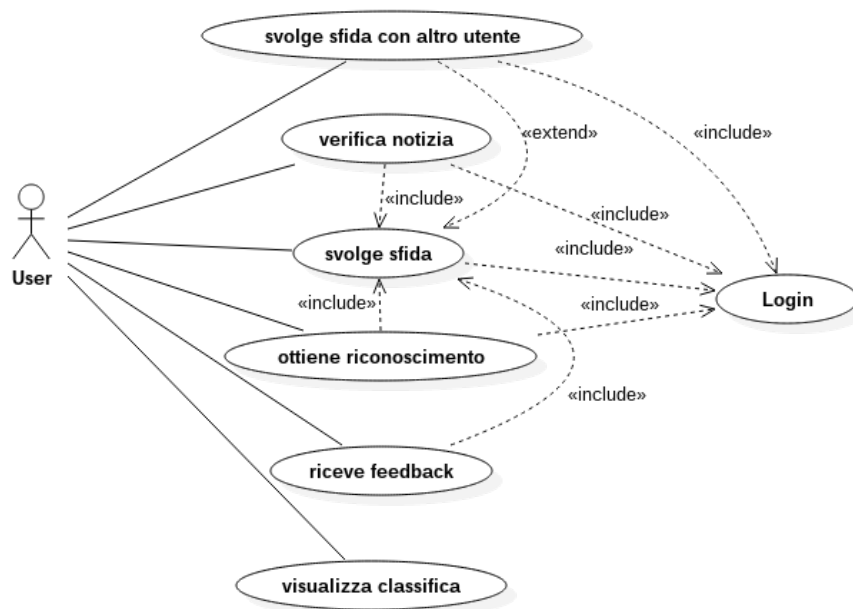 svolge sfida con altro utente
«extend»
«include»
verifica notizia
«include»
«include»
svolge sfida
«include»
User
Login
«include»
«include»
ottiene riconoscimento
«include»
riceve feedback
visualizza classifica